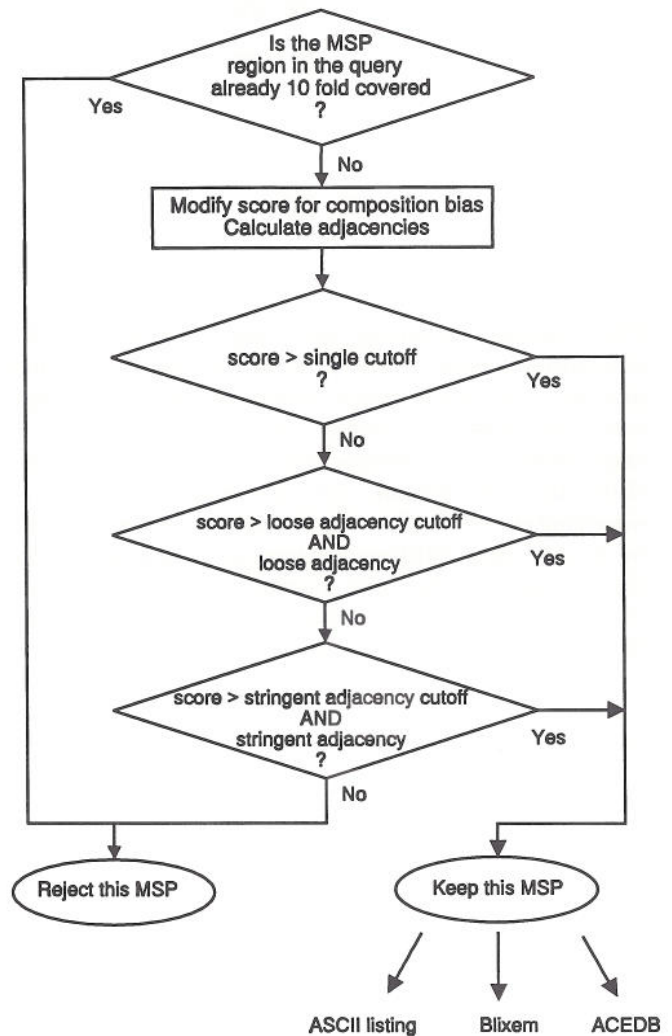 Is the MSP
region in the query
already 10 fold covered
?
Yes
No
Modify score for composition bias
Calculate adjacencies
score > single cutoff
?
Yes
No
score > loose adjacency cutoff
AND
loose adjacency
?
Yes
No
score > stringent adjacency cutoff
AND
stringent adjacency
?
Yes
No
Reject this MSP
Keep this MSP
ASCII listing
Blixem
ACEDB